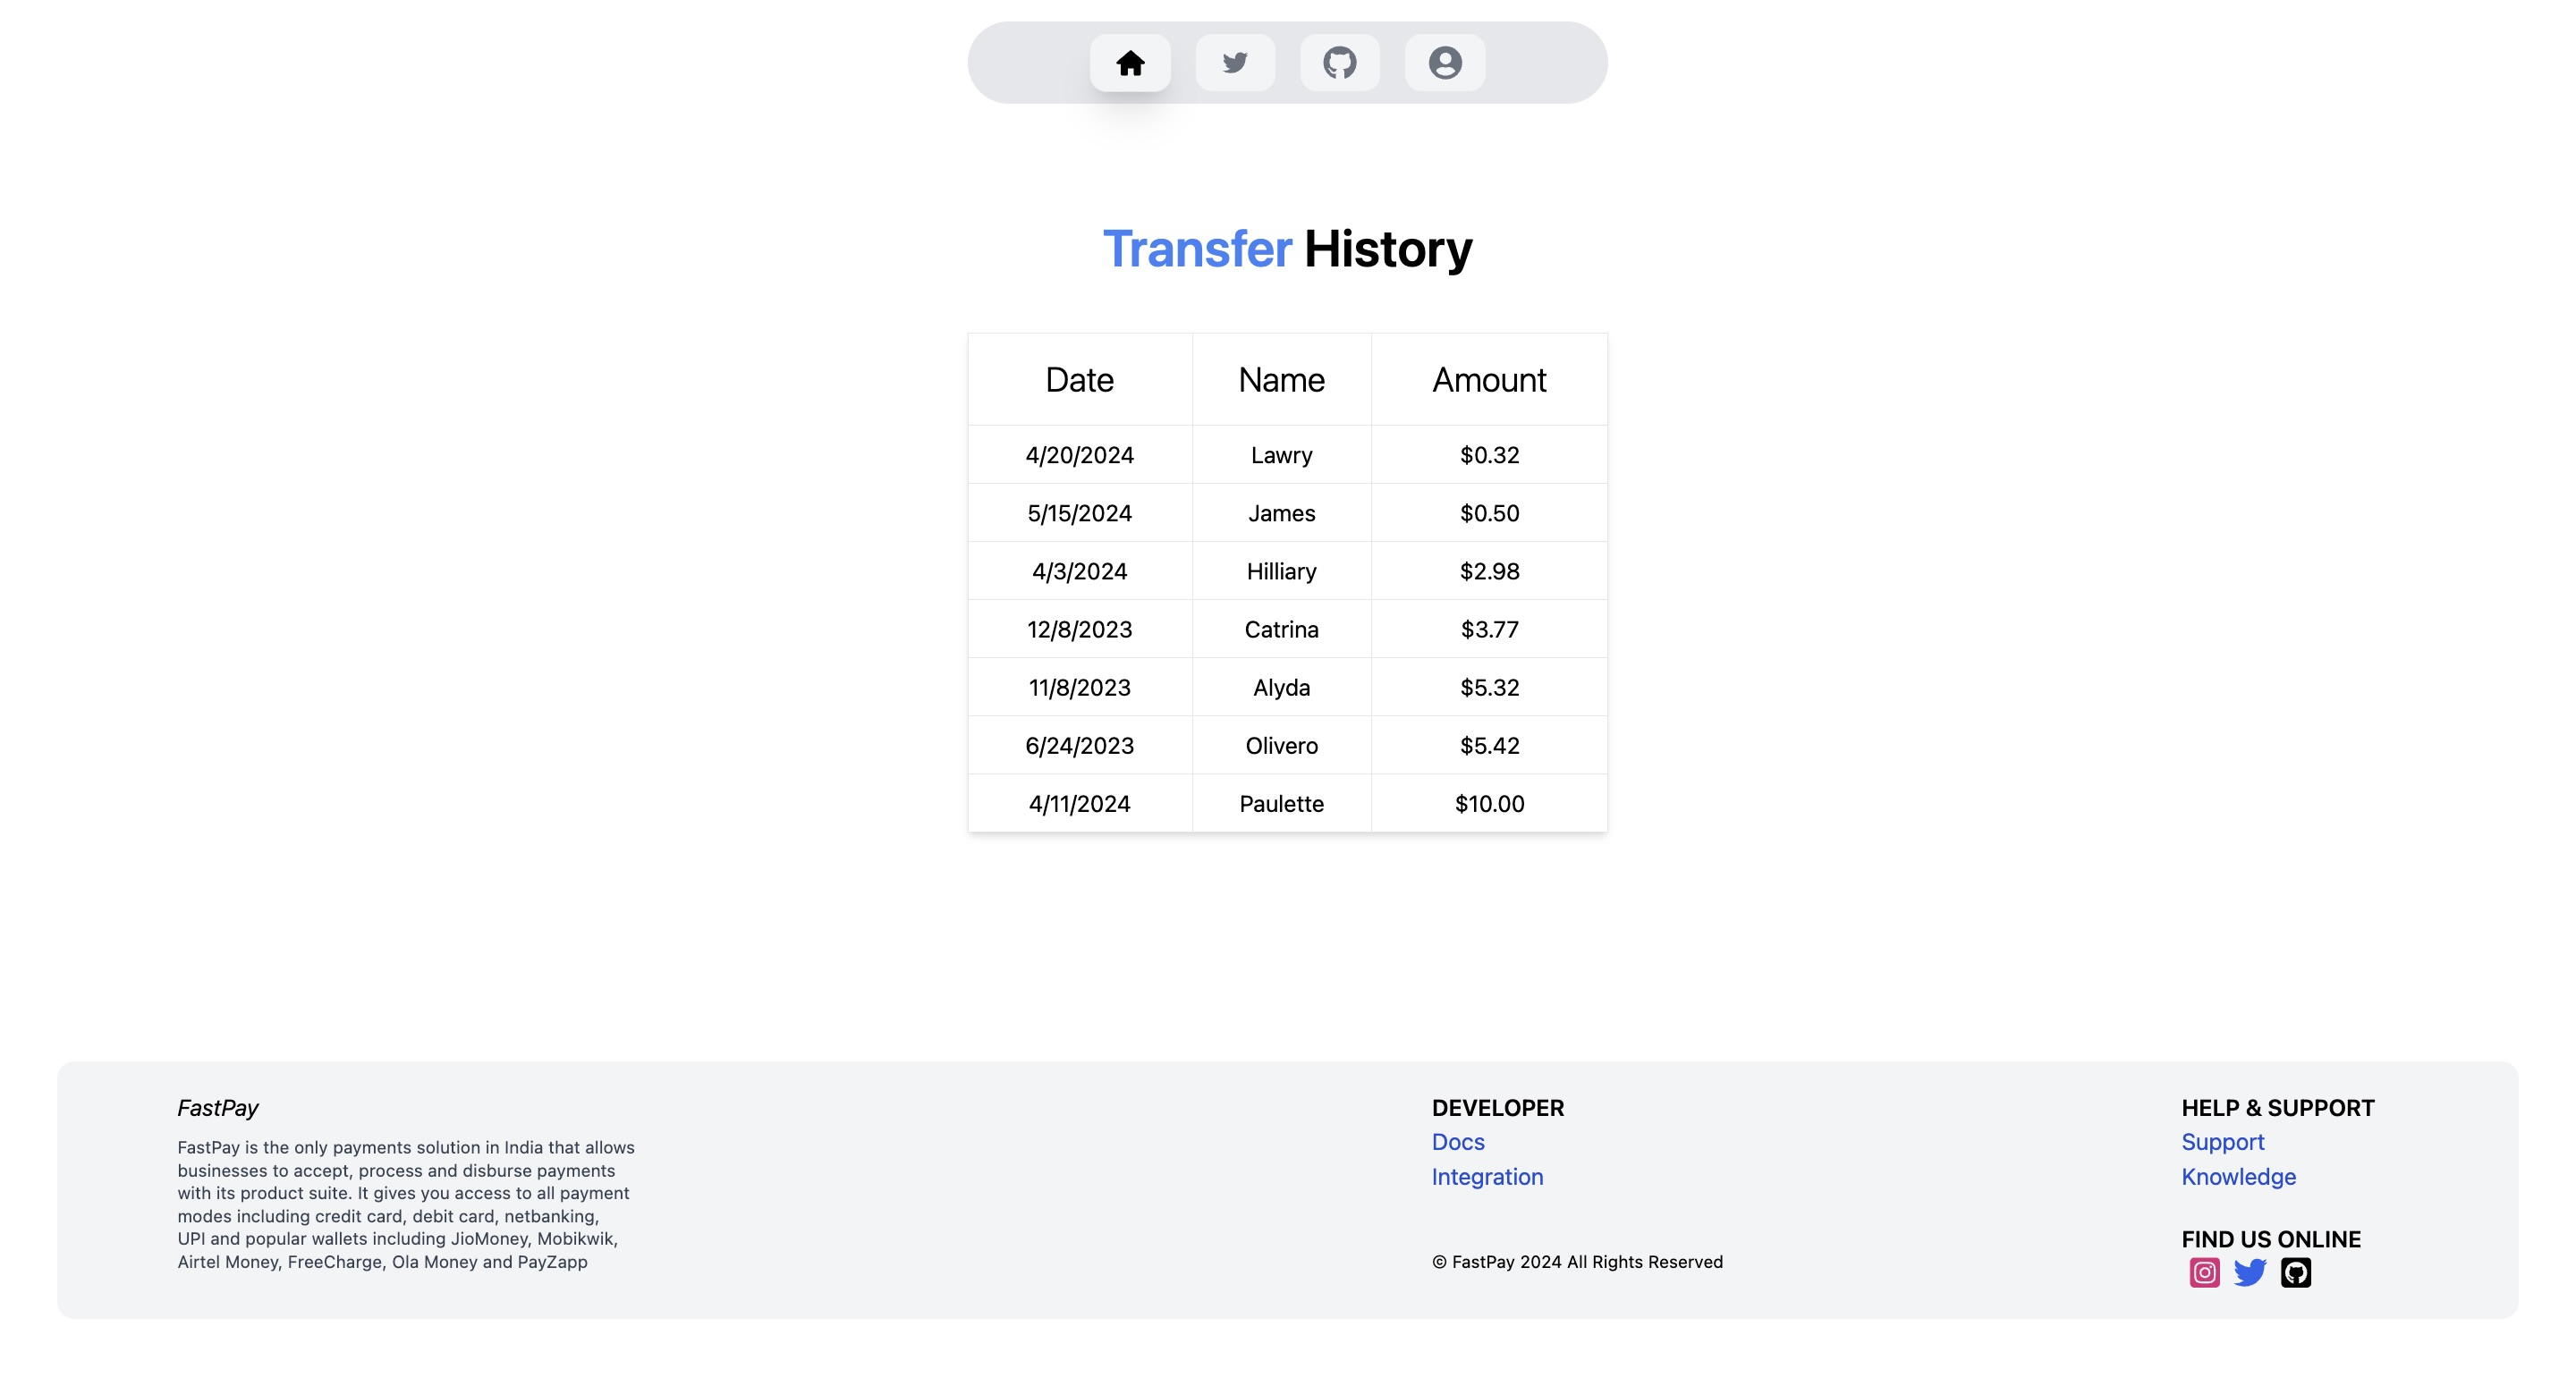 Transfer History
Date Name Amount
4/20/2024 Lawry $0.32
5/15/2024 James $0.50
4/3/2024 Hilliary $2.98
12/8/2023 Catrina $3.77
11/8/2023 Alyda $5.32
6/24/2023 Olivero $5.42
4/11/2024 Paulette $10.00
FastPay
FastPay is the only payments solution in India that allows
businesses to accept, process and disburse payments
with its product suite. It gives you access to all payment
modes including credit card, debit card, netbanking,
UPI and popular wallets including JioMoney, Mobikwik,
Airtel Money, FreeCharge, Ola Money and PayZapp
DEVELOPER
Docs
Integration
© FastPay 2024 All Rights Reserved
HELP & SUPPORT
Support
Knowledge
FIND US ONLINE